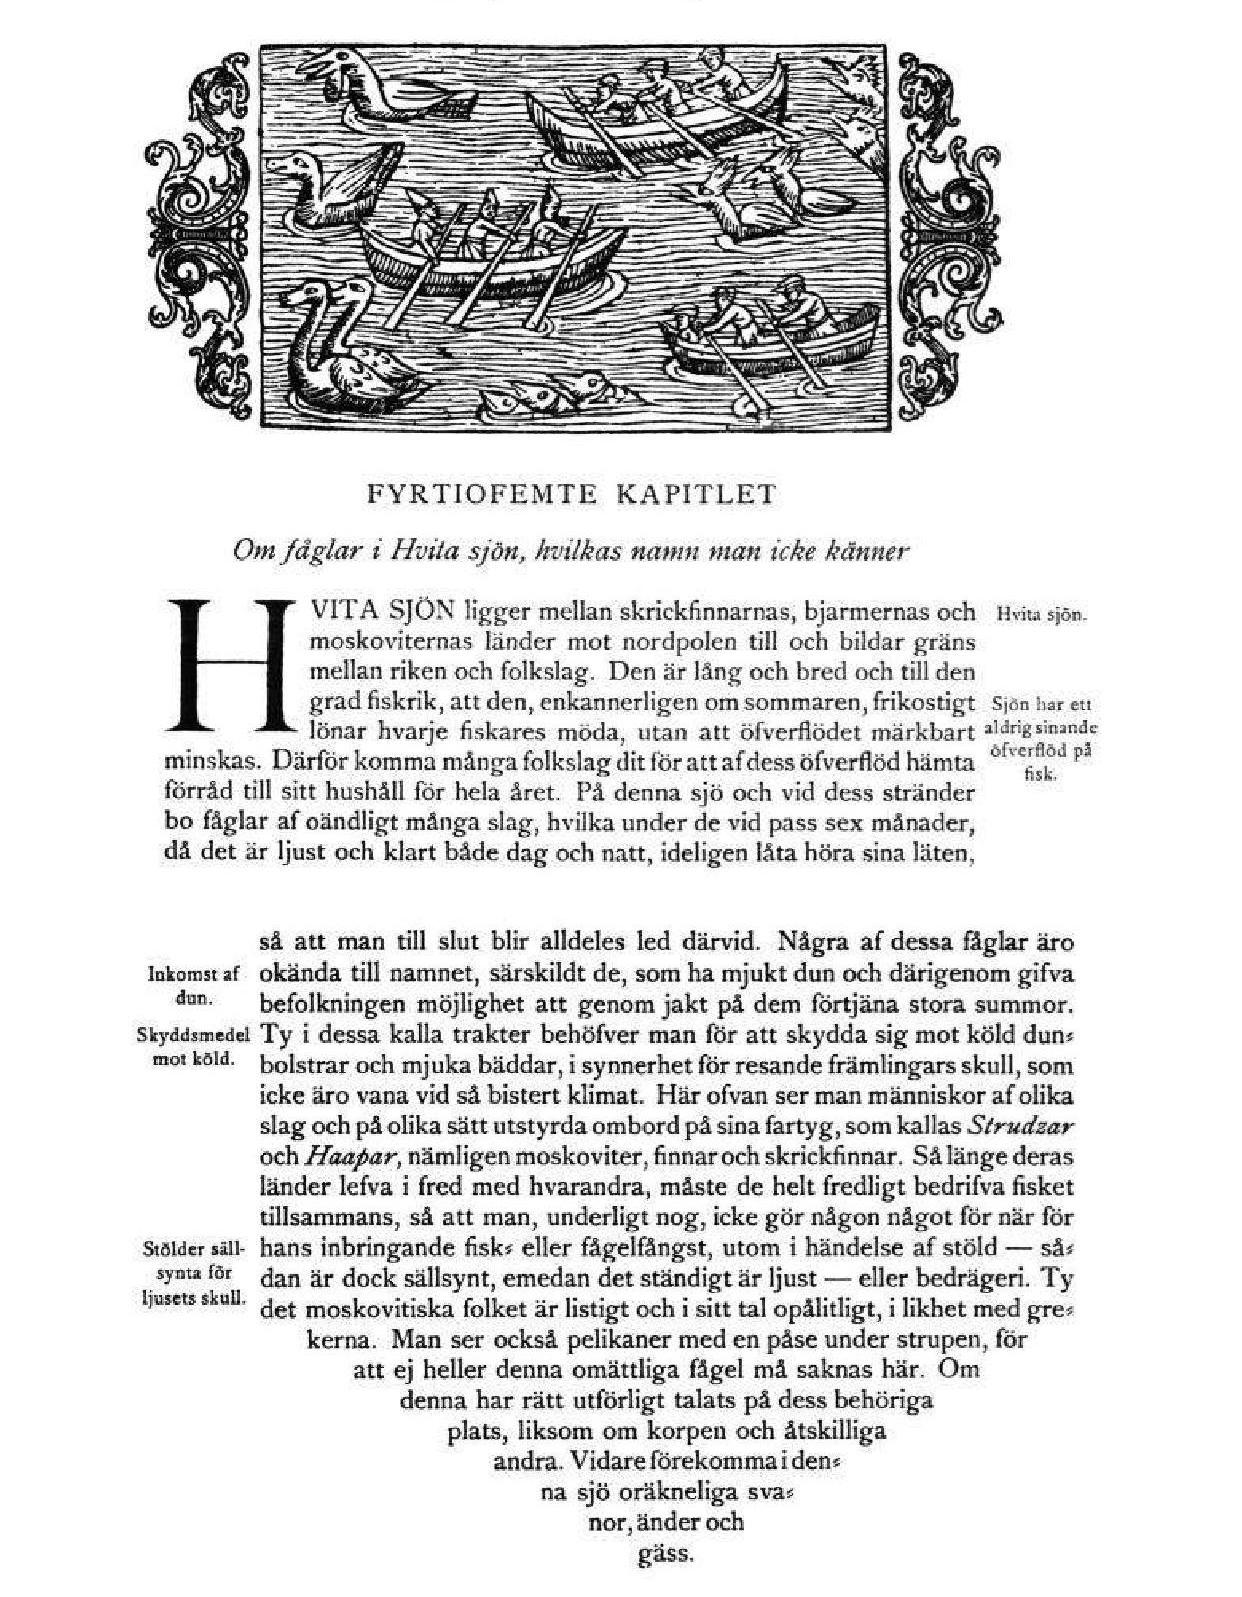 FYRTIOFEMTE KAPITLET
Om fåglar i Hvita sjön, hvilkas namn man icke känner
HVITA SJÖN ligger mellan skrickfinnarnas, bjarmernas och
moskoviternas länder mot nordpolen till och bildar gräns
mellan riken och folkslag. Den är lång och bred och till den
grad fiskrik, att den, enkannerligen om sommaren, frikostigt
lönar hvarje fiskares möda, utan att öfverflödet märkbart
minskas. Därför komma många folkslag dit för att af dess öfverflöd hämta
förråd till sitt hushåll för hela året. På denna sjö och vid dess stränder
bo fåglar af oändligt många slag, hvilka under de vid pass sex månader,
då det är ljust och klart både dag och natt, ideligen låta höra sina läten,
Hvita sjön.
Sjön har ett
aldrig sinande
öfverflöd på
fisk.
så att man till slut blir alldeles led därvid. Några af dessa fåglar äro
okända till namnet, särskildt de, som ha mjukt dun och därigenom gifva
befolkningen möjlighet att genom jakt på dem förtjäna stora summor.
Ty i dessa kalla trakter behöfver man för att skydda sig mot köld dun⸗
bolstrar och mjuka bäddar, i synnerhet för resande främlingars skull, som
icke äro vana vid så bistert klimat. Här ofvan ser man människor af olika
slag och på olika sätt utstyrda ombord på sina fartyg, som kallas Strudzar
och Haapar, nämligen moskoviter, finnar och skrickfinnar. Så länge deras
länder lefva i fred med hvarandra, måste de helt fredligt bedrifva fisket
tillsammans, så att man, underligt nog, icke gör någon något för när för
hans inbringande fisk⸗ eller fågelfångst, utom i händelse af stöld — så⸗
dan är dock sällsynt, emedan det ständigt är ljust — eller bedrägeri. Ty
det moskovitiska folket är listigt och i sitt tal opålitligt, i likhet med gre⸗
kerna. Man ser också pelikaner med en påse under strupen, för
att ej heller denna omättliga fågel må saknas här. Om
denna har rätt utförligt talats på dess behöriga
plats, liksom om korpen och åtskilliga
andra. Vidare förekomma i den⸗
na sjö oräkneliga sva⸗
nor, änder och
gäss.
Inkomst af
dun.
Skyddsmedel
mot köld.
Stölder säll-
synta för
ljusets skull.